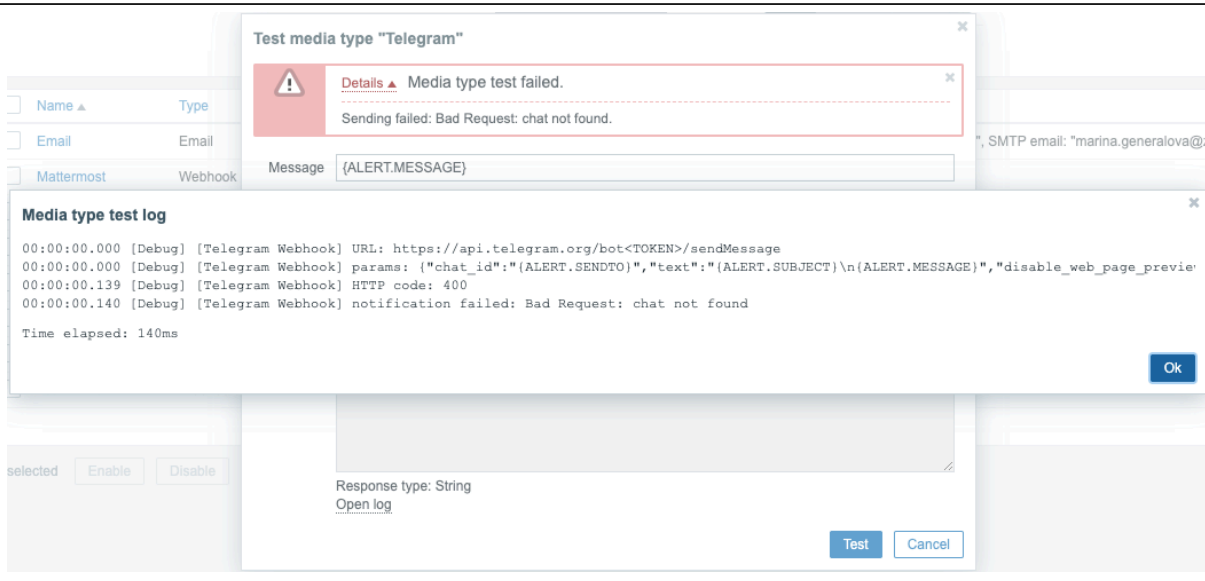 Test media type "Telegram"
Details Media type test failed.
Sending failed: Bad Request: chat not found.
Name Type
Email Email ", SMTP email: "marina.generalova@
Mattermost Webhook
Message {ALERT.MESSAGE}
Media type test log
00:00:00.000 [Debug] [Telegram Webhook] URL: https://api.telegram.org/bot<TOKEN>/sendMessage
00:00:00.000 [Debug] [Telegram Webhook] params: {"chat_id":"{ALERT.SENDTO}","text":"{ALERT.SUBJECT}\n{ALERT.MESSAGE}","disable_web_page_preview
00:00:00.139 [Debug] [Telegram Webhook] HTTP code: 400
00:00:00.140 [Debug] [Telegram Webhook] notification failed: Bad Request: chat not found
Time elapsed: 140ms
Ok
selected Enable Disable
Response type: String
Open log
Test Cancel